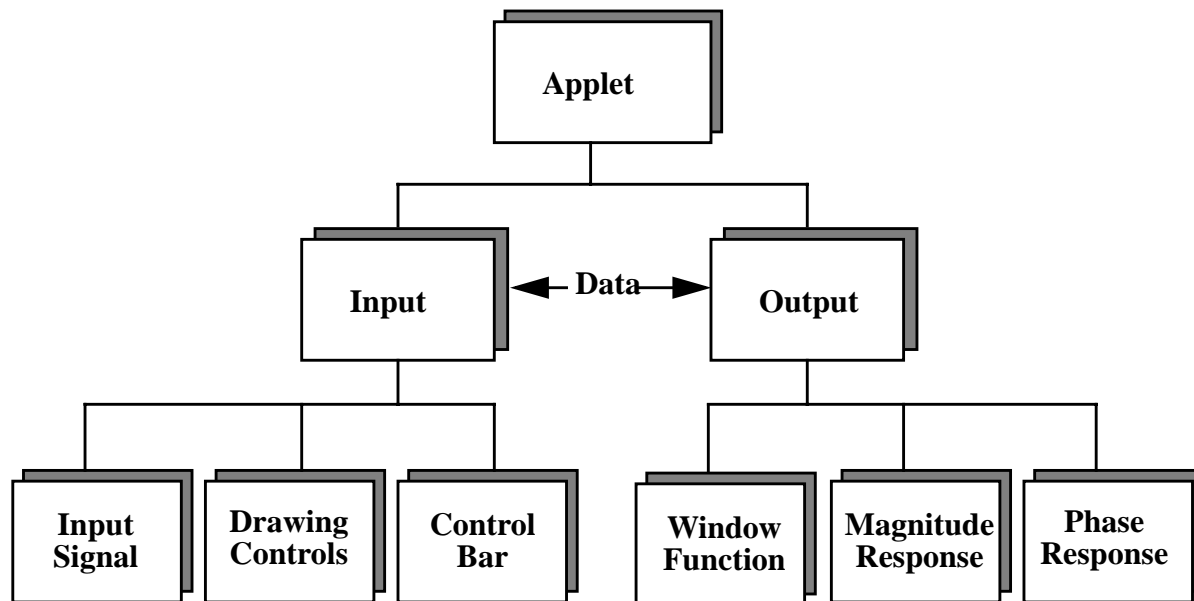 Applet
Input
Data
Output
Input
Signal
Drawing
Controls
Control
Bar
Window
Function
Magnitude
Response
Phase
Response